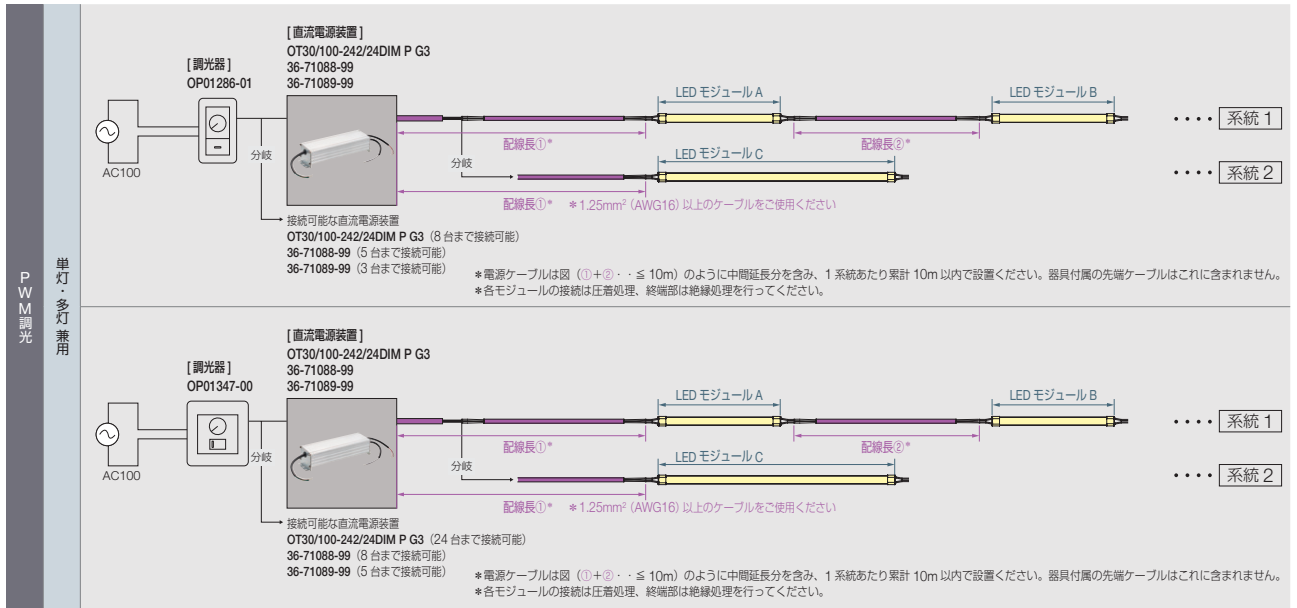 PWM調光
単灯・多灯 兼用
[ 直流電源装置 ]
OT30/100-242/24DIM P G3
36-71088-99
36-71089-99
[ 調光器 ]
OP01286-01
AC100
分岐
LED モジュール A
LED モジュール B
配線長①*
配線長②*
‥‥ 系統 1
分岐
LED モジュール C
‥‥ 系統 2
配線長①* *1.25mm² (AWG16) 以上のケーブルをご使用ください
接続可能な直流電源装置
OT30/100-242/24DIM P G3（8 台まで接続可能）
36-71088-99（5 台まで接続可能）
36-71089-99（3 台まで接続可能）
*電源ケーブルは図（①+②・・≦ 10m）のように中間延長分を含み、1 系統あたり累計 10m 以内で設置ください。器具付属の先端ケーブルはこれに含まれません。
*各モジュールの接続は圧着処理、終端部は絶縁処理を行ってください。
[ 直流電源装置 ]
OT30/100-242/24DIM P G3
36-71088-99
36-71089-99
[ 調光器 ]
OP01347-00
AC100
分岐
LED モジュール A
LED モジュール B
配線長①*
配線長②*
‥‥ 系統 1
分岐
LED モジュール C
‥‥ 系統 2
配線長①* *1.25mm² (AWG16) 以上のケーブルをご使用ください
接続可能な直流電源装置
OT30/100-242/24DIM P G3（24 台まで接続可能）
36-71088-99（8 台まで接続可能）
36-71089-99（5 台まで接続可能）
*電源ケーブルは図（①+②・・≦ 10m）のように中間延長分を含み、1 系統あたり累計 10m 以内で設置ください。器具付属の先端ケーブルはこれに含まれません。
*各モジュールの接続は圧着処理、終端部は絶縁処理を行ってください。